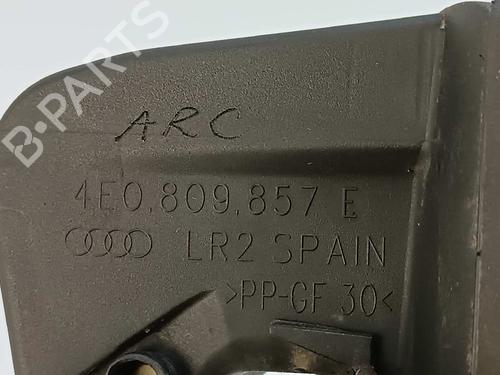 B-PARTS
ARC
4E0.809.857 E
LR2 SPAIN
>PP-GF 30<